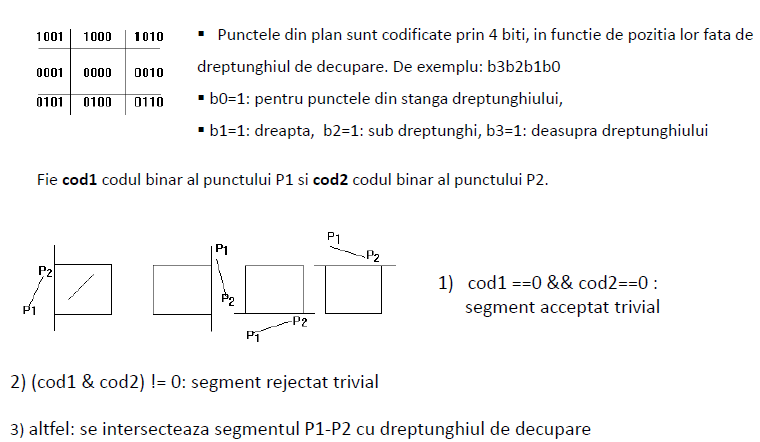 1001 1000 1010
0001 0000 0010
0101 0100 0110
▪ Punctele din plan sunt codificate prin 4 biti, in functie de pozitia lor fata de
dreptunghiul de decupare. De exemplu: b3b2b1b0
▪ b0=1: pentru punctele din stanga dreptunghiului,
▪ b1=1: dreapta, b2=1: sub dreptunghi, b3=1: deasupra dreptunghiului
Fie cod1 codul binar al punctului P1 si cod2 codul binar al punctului P2.
P2
P1
P1
P2
P1
P2
P1
P2
1) cod1 ==0 && cod2==0 :
segment acceptat trivial
2) (cod1 & cod2) != 0: segment rejectat trivial
3) altfel: se intersecteaza segmentul P1-P2 cu dreptunghiul de decupare